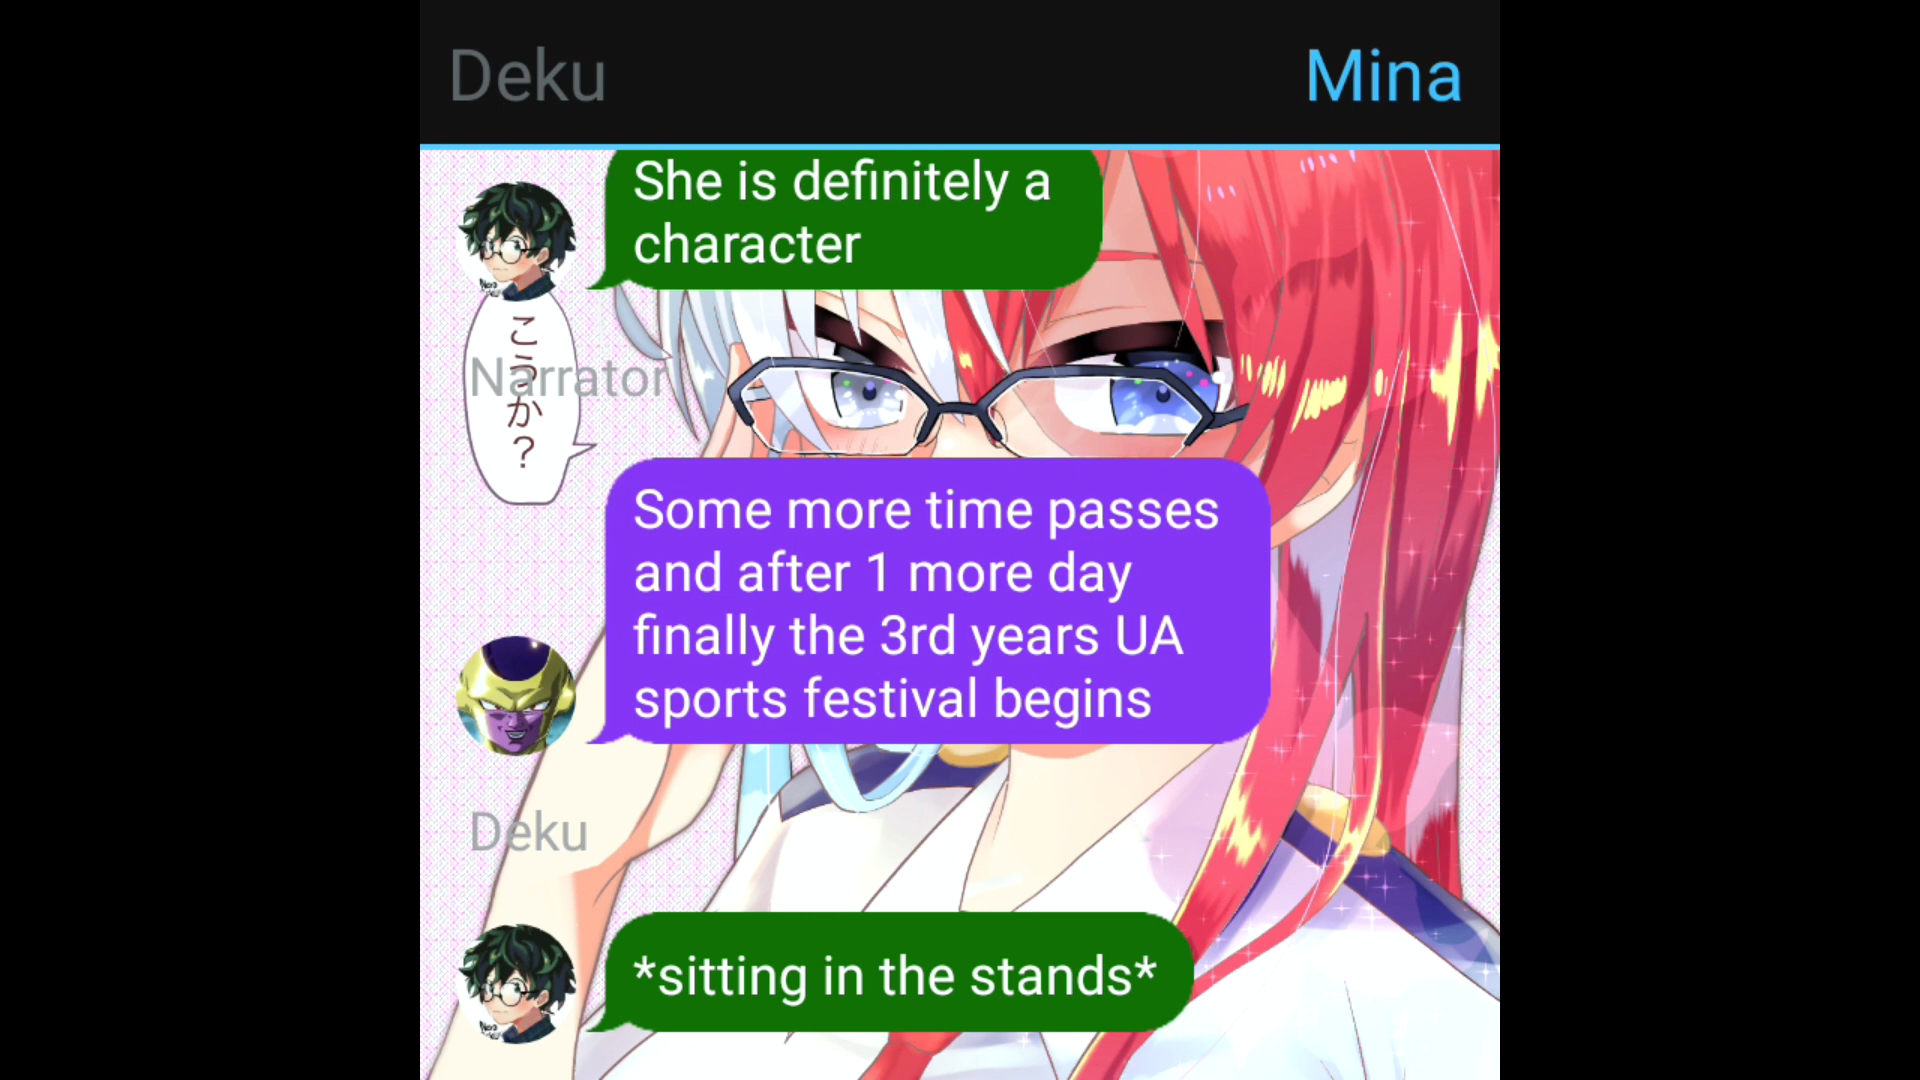 Deku
Mina
She is definitely a
character
こうか?
Narrator
Some more time passes
and after 1 more day
finally the 3rd years UA
sports festival begins
Deku
*sitting in the stands*